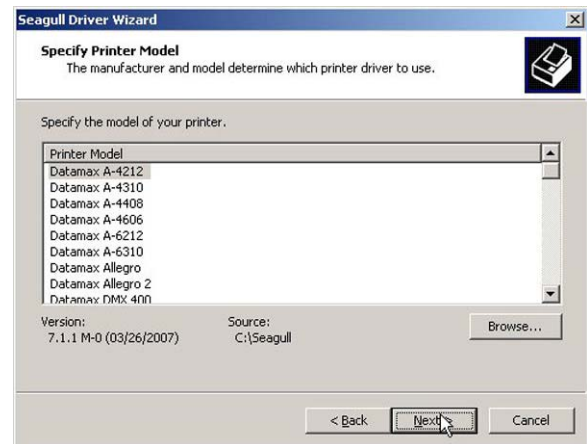 Seagull Driver Wizard
Specify Printer Model
The manufacturer and model determine which printer driver to use.
Specify the model of your printer.
Printer Model
Datamax A-4212
Datamax A-4310
Datamax A-4408
Datamax A-4606
Datamax A-6212
Datamax A-6310
Datamax Allegro
Datamax Allegro 2
Datamax DMX 400
Version: Source:
7.1.1 M-0 (03/26/2007) C:\Seagull
Browse...
< Back Next > Cancel